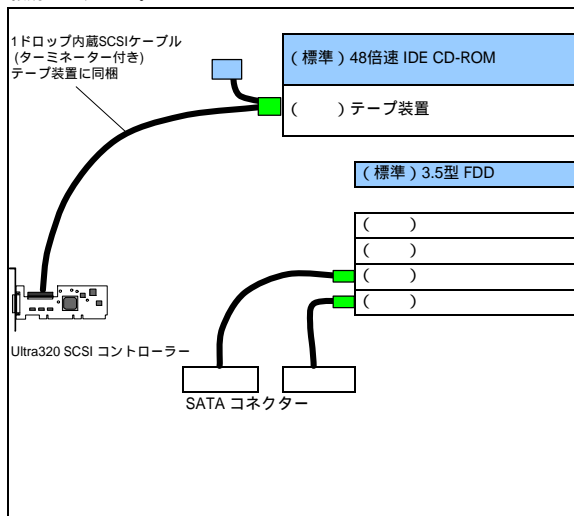 1ドロップ内蔵SCSIケーブル
(ターミネーター付き)
テープ装置に同梱
(標準)48倍速 IDE CD-ROM
(　　)テープ装置
(標準)3.5型 FDD
(　　)
(　　)
(　　)
(　　)
Ultra320 SCSI コントローラー
SATA コネクター